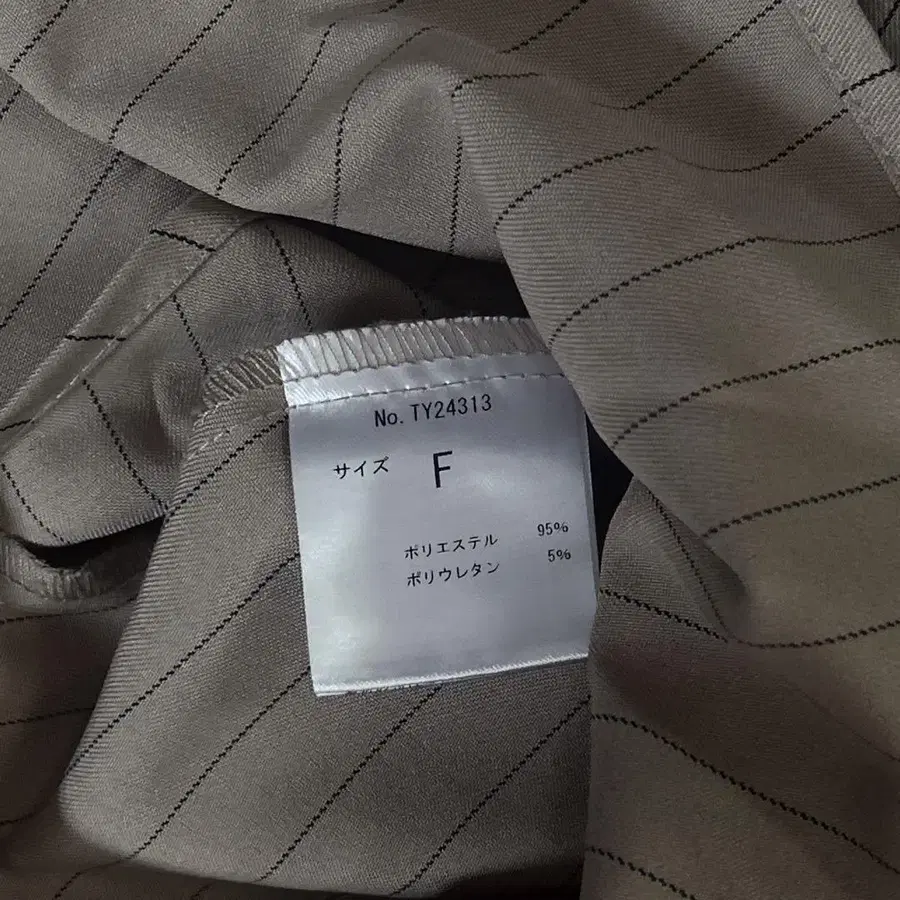 No. TY24313
サイズ F
ポリエステル 95%
ポリウレタン 5%